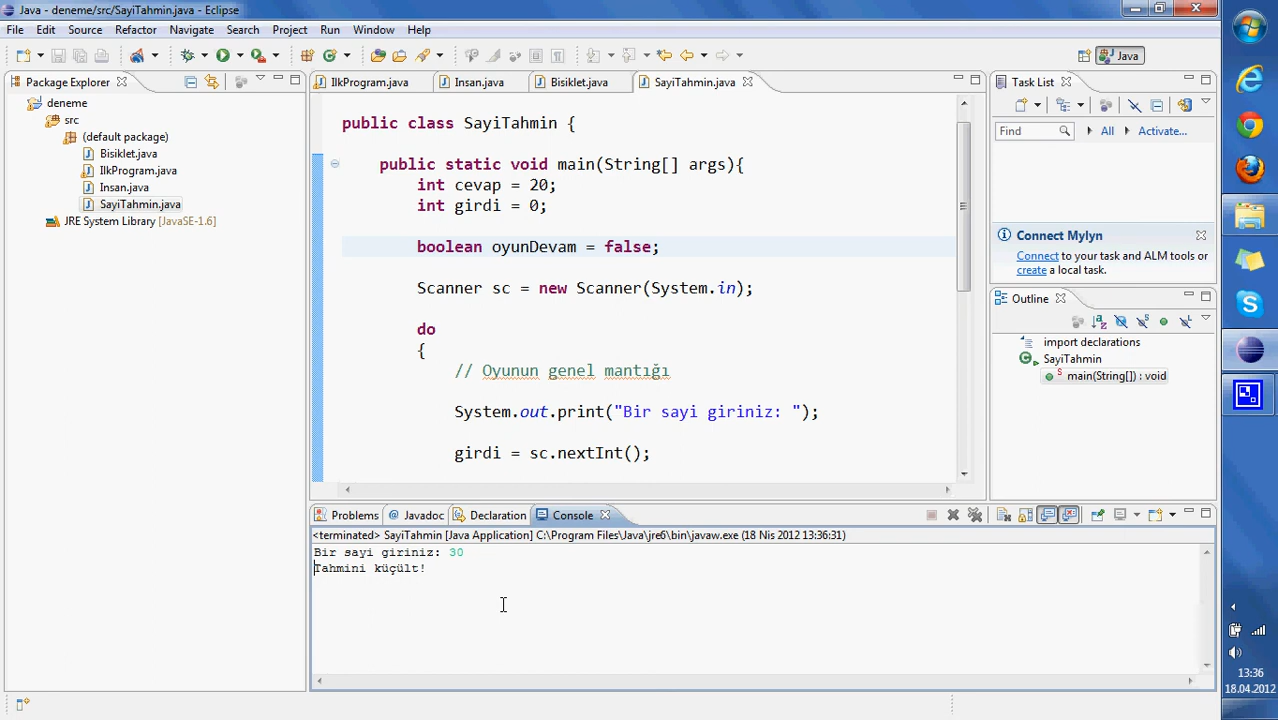 Java - deneme/src/SayiTahmin.java - Eclipse
File Edit Source Refactor Navigate Search Project Run Window Help
Java
Package Explorer
deneme
src
(default package)
Bisiklet.java
IlkProgram.java
Insan.java
SayiTahmin.java
JRE System Library [JavaSE-1.6]
IlkProgram.java Insan.java Bisiklet.java SayiTahmin.java
public class SayiTahmin {
public static void main(String[] args){
int cevap = 20;
int girdi = 0;
boolean oyunDevam = false;
Scanner sc = new Scanner(System.in);
do
{
// Oyunun genel mantığı
System.out.print("Bir sayi giriniz: ");
girdi = sc.nextInt();
Task List
Find All Activate...
Connect Mylyn
Connect to your task and ALM tools or
create a local task.
Outline
import declarations
SayiTahmin
main(String[]) : void
Problems @ Javadoc Declaration Console
<terminated> SayiTahmin [Java Application] C:\Program Files\Java\jre6\bin\javaw.exe (18 Nis 2012 13:36:31)
Bir sayi giriniz: 30
Tahmini küçült!
13:36
18.04.2012